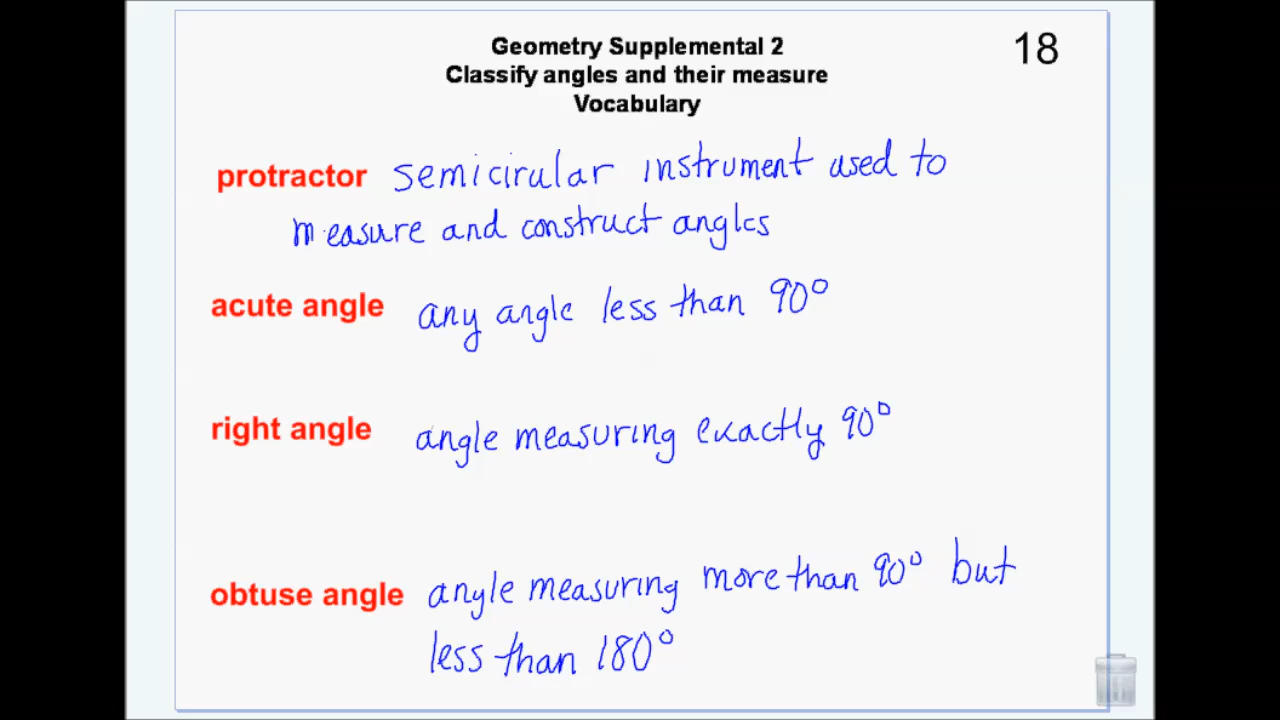 Geometry Supplemental 2
18
Classify angles and their measure
Vocabulary
protractor semicirular instrument used to
measure and construct angles
acute angle any angle less than 90°
right angle angle measuring exactly 90°
obtuse angle angle measuring more than 90° but
less than 180°